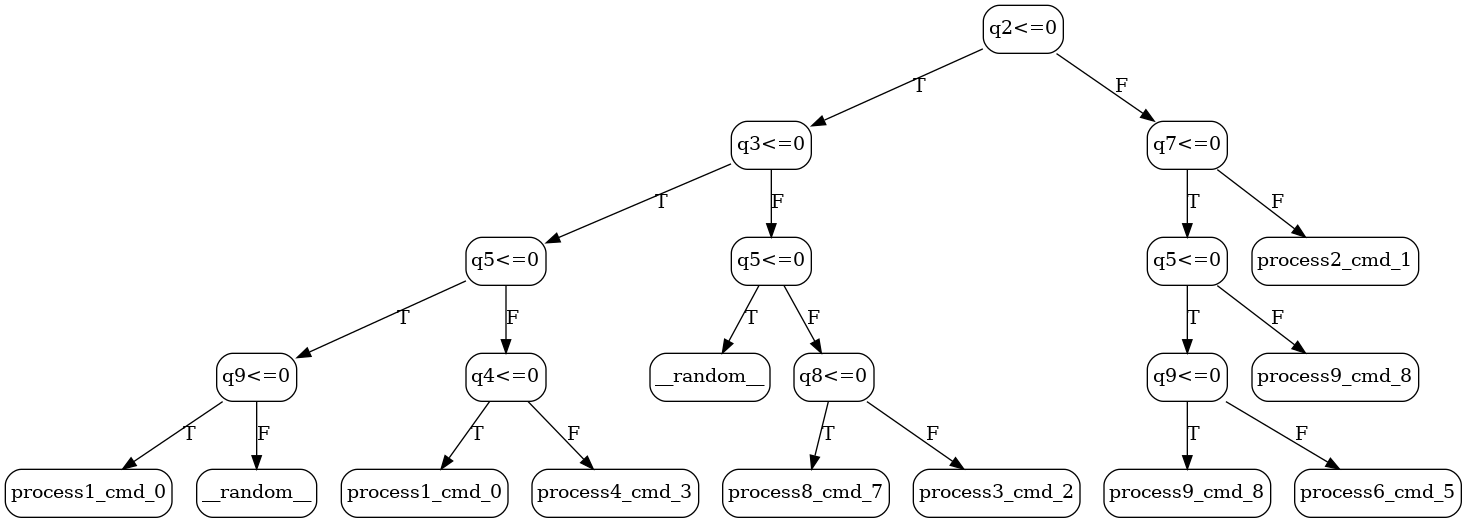 q2<=0
T
F
q3<=0
q7<=0
T
F
T
F
q5<=0
q5<=0
q5<=0
process2_cmd_1
T
F
T
F
T
F
q9<=0
q4<=0
__random__
q8<=0
q9<=0
process9_cmd_8
T
F
T
F
T
F
T
F
process1_cmd_0
__random__
process1_cmd_0
process4_cmd_3
process8_cmd_7
process3_cmd_2
process9_cmd_8
process6_cmd_5